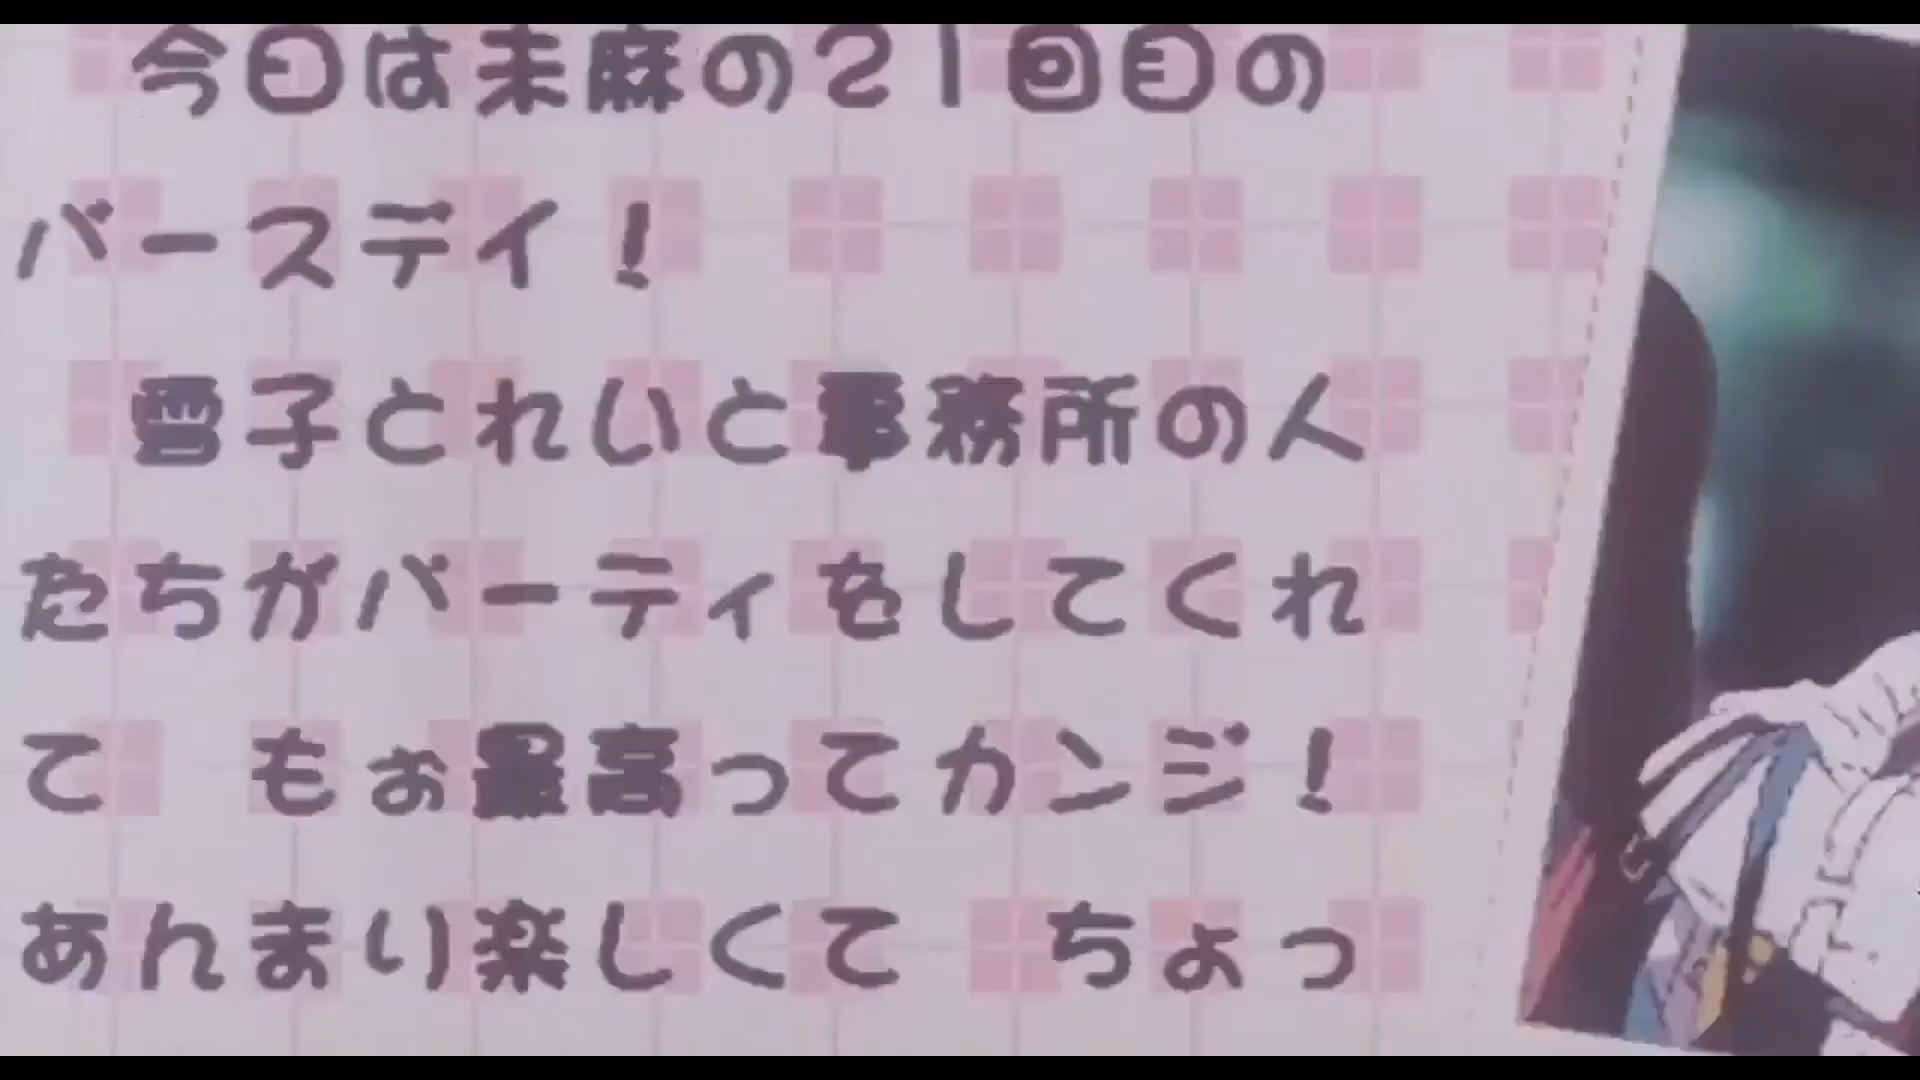 今日は未麻の21回目の
バースデイ！
雪子とれいと事務所の人
たちがパーティをしてくれ
て　もぉ最高ってカンジ！
あんまり楽しくて　ちょっ